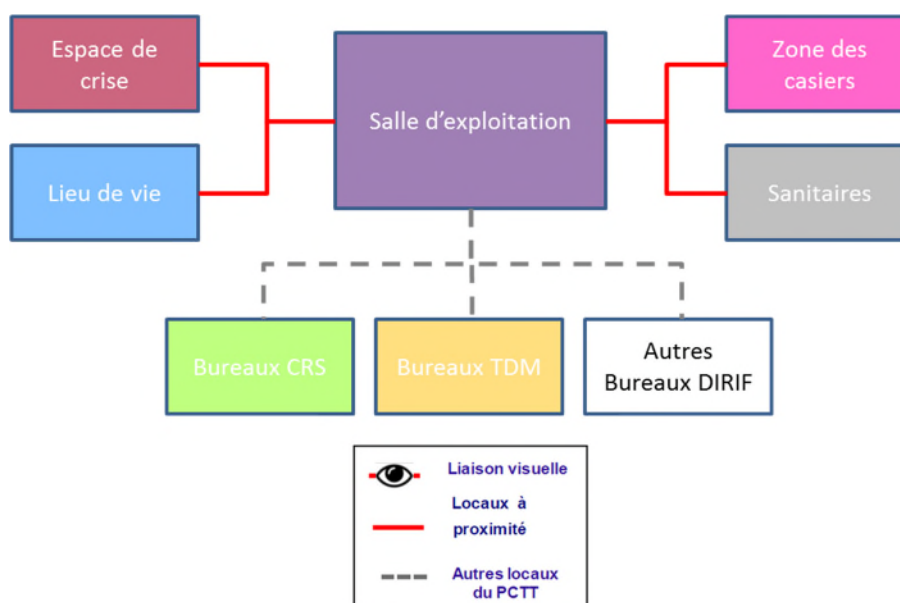 Espace de
crise
Salle d'exploitation
Zone des
casiers
Lieu de vie
Sanitaires
Bureaux CRS
Bureaux TDM
Autres
Bureaux DIRIF
Liaison visuelle
Locaux à
proximité
Autres locaux
du PCTT